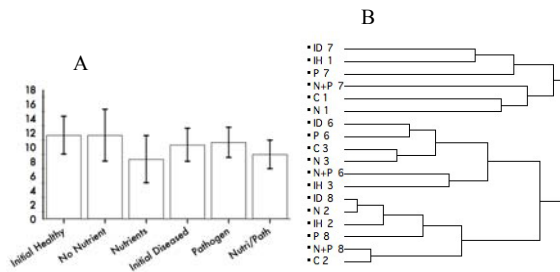 A
18
16
14
12
10
8
6
4
2
0
Initial Healthy
No Nutrient
Nutrients
Initial Diseased
Pathogen
Nutri/Path
B
ID 7
IH 1
P 7
N+P 7
C 1
N 1
ID 6
P 6
C 3
N 3
N+P 6
IH 3
ID 8
N 2
IH 2
P 8
N+P 8
C 2